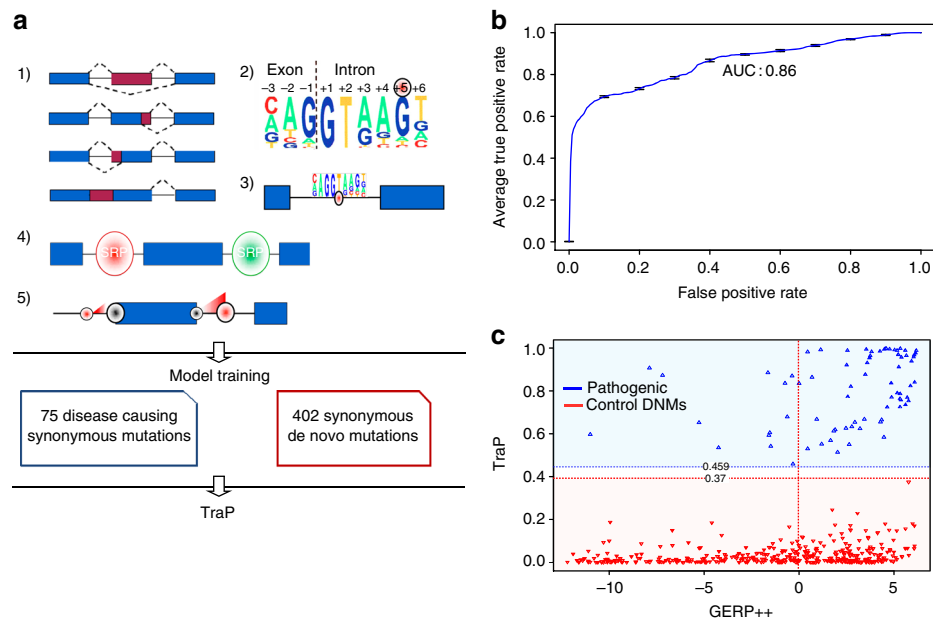 a
1)
2)
Exon
Intron
−3 −2 −1 +1 +2 +3 +4 +5 +6
3)
4)
SRP
SRP
5)
Model training
75 disease causing
synonymous mutations
402 synonymous
de novo mutations
TraP
b
Average true positive rate
1.0
0.8
0.6
0.4
0.2
0.0
AUC : 0.86
0.0 0.2 0.4 0.6 0.8 1.0
False positive rate
c
TraP
1.0
0.8
0.6
0.4
0.2
0.0
Pathogenic
Control DNMs
0.459
0.37
−10 −5 0 5
GERP++